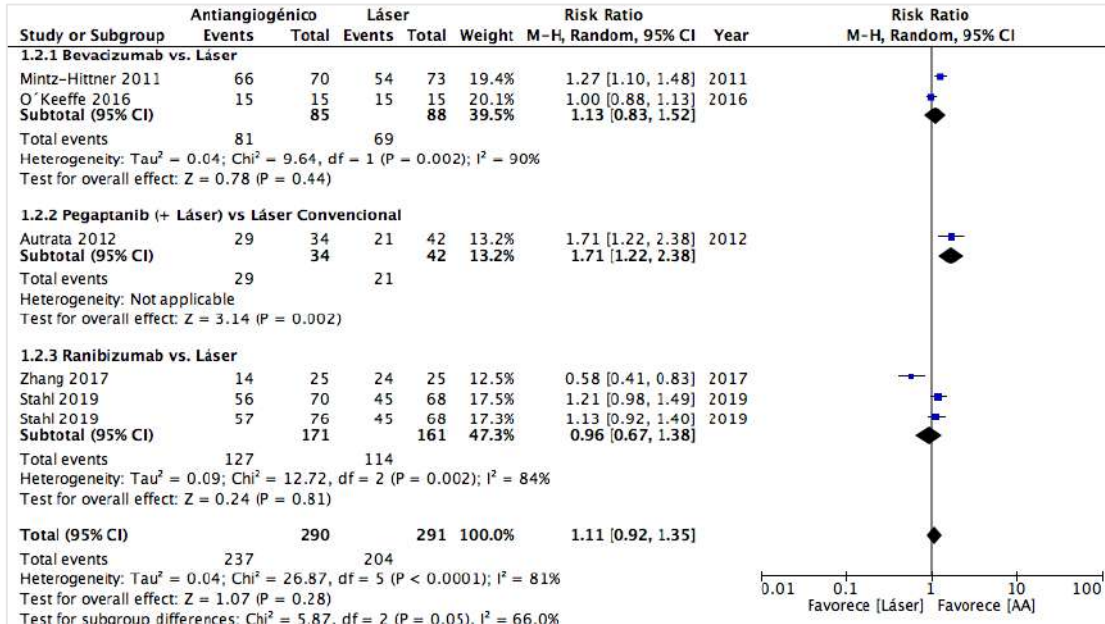 Antiangiogénico Láser Risk Ratio Risk Ratio
Study or Subgroup Events Total Events Total Weight M-H, Random, 95% CI Year M-H, Random, 95% CI
1.2.1 Bevacizumab vs. Láser
Mintz-Hittner 2011 66 70 54 73 19.4% 1.27 [1.10, 1.48] 2011
O´Keeffe 2016 15 15 15 15 20.1% 1.00 [0.88, 1.13] 2016
Subtotal (95% CI) 85 88 39.5% 1.13 [0.83, 1.52]
Total events 81 69
Heterogeneity: Tau² = 0.04; Chi² = 9.64, df = 1 (P = 0.002); I² = 90%
Test for overall effect: Z = 0.78 (P = 0.44)
1.2.2 Pegaptanib (+ Láser) vs Láser Convencional
Autrata 2012 29 34 21 42 13.2% 1.71 [1.22, 2.38] 2012
Subtotal (95% CI) 34 42 13.2% 1.71 [1.22, 2.38]
Total events 29 21
Heterogeneity: Not applicable
Test for overall effect: Z = 3.14 (P = 0.002)
1.2.3 Ranibizumab vs. Láser
Zhang 2017 14 25 24 25 12.5% 0.58 [0.41, 0.83] 2017
Stahl 2019 56 70 45 68 17.5% 1.21 [0.98, 1.49] 2019
Stahl 2019 57 76 45 68 17.3% 1.13 [0.92, 1.40] 2019
Subtotal (95% CI) 171 161 47.3% 0.96 [0.67, 1.38]
Total events 127 114
Heterogeneity: Tau² = 0.09; Chi² = 12.72, df = 2 (P = 0.002); I² = 84%
Test for overall effect: Z = 0.24 (P = 0.81)
Total (95% CI) 290 291 100.0% 1.11 [0.92, 1.35]
Total events 237 204
Heterogeneity: Tau² = 0.04; Chi² = 26.87, df = 5 (P < 0.0001); I² = 81%
Test for overall effect: Z = 1.07 (P = 0.28)
Test for subgroup differences: Chi² = 5.87, df = 2 (P = 0.05), I² = 66.0%
0.01 0.1 1 10 100
Favorece [Láser] Favorece [AA]